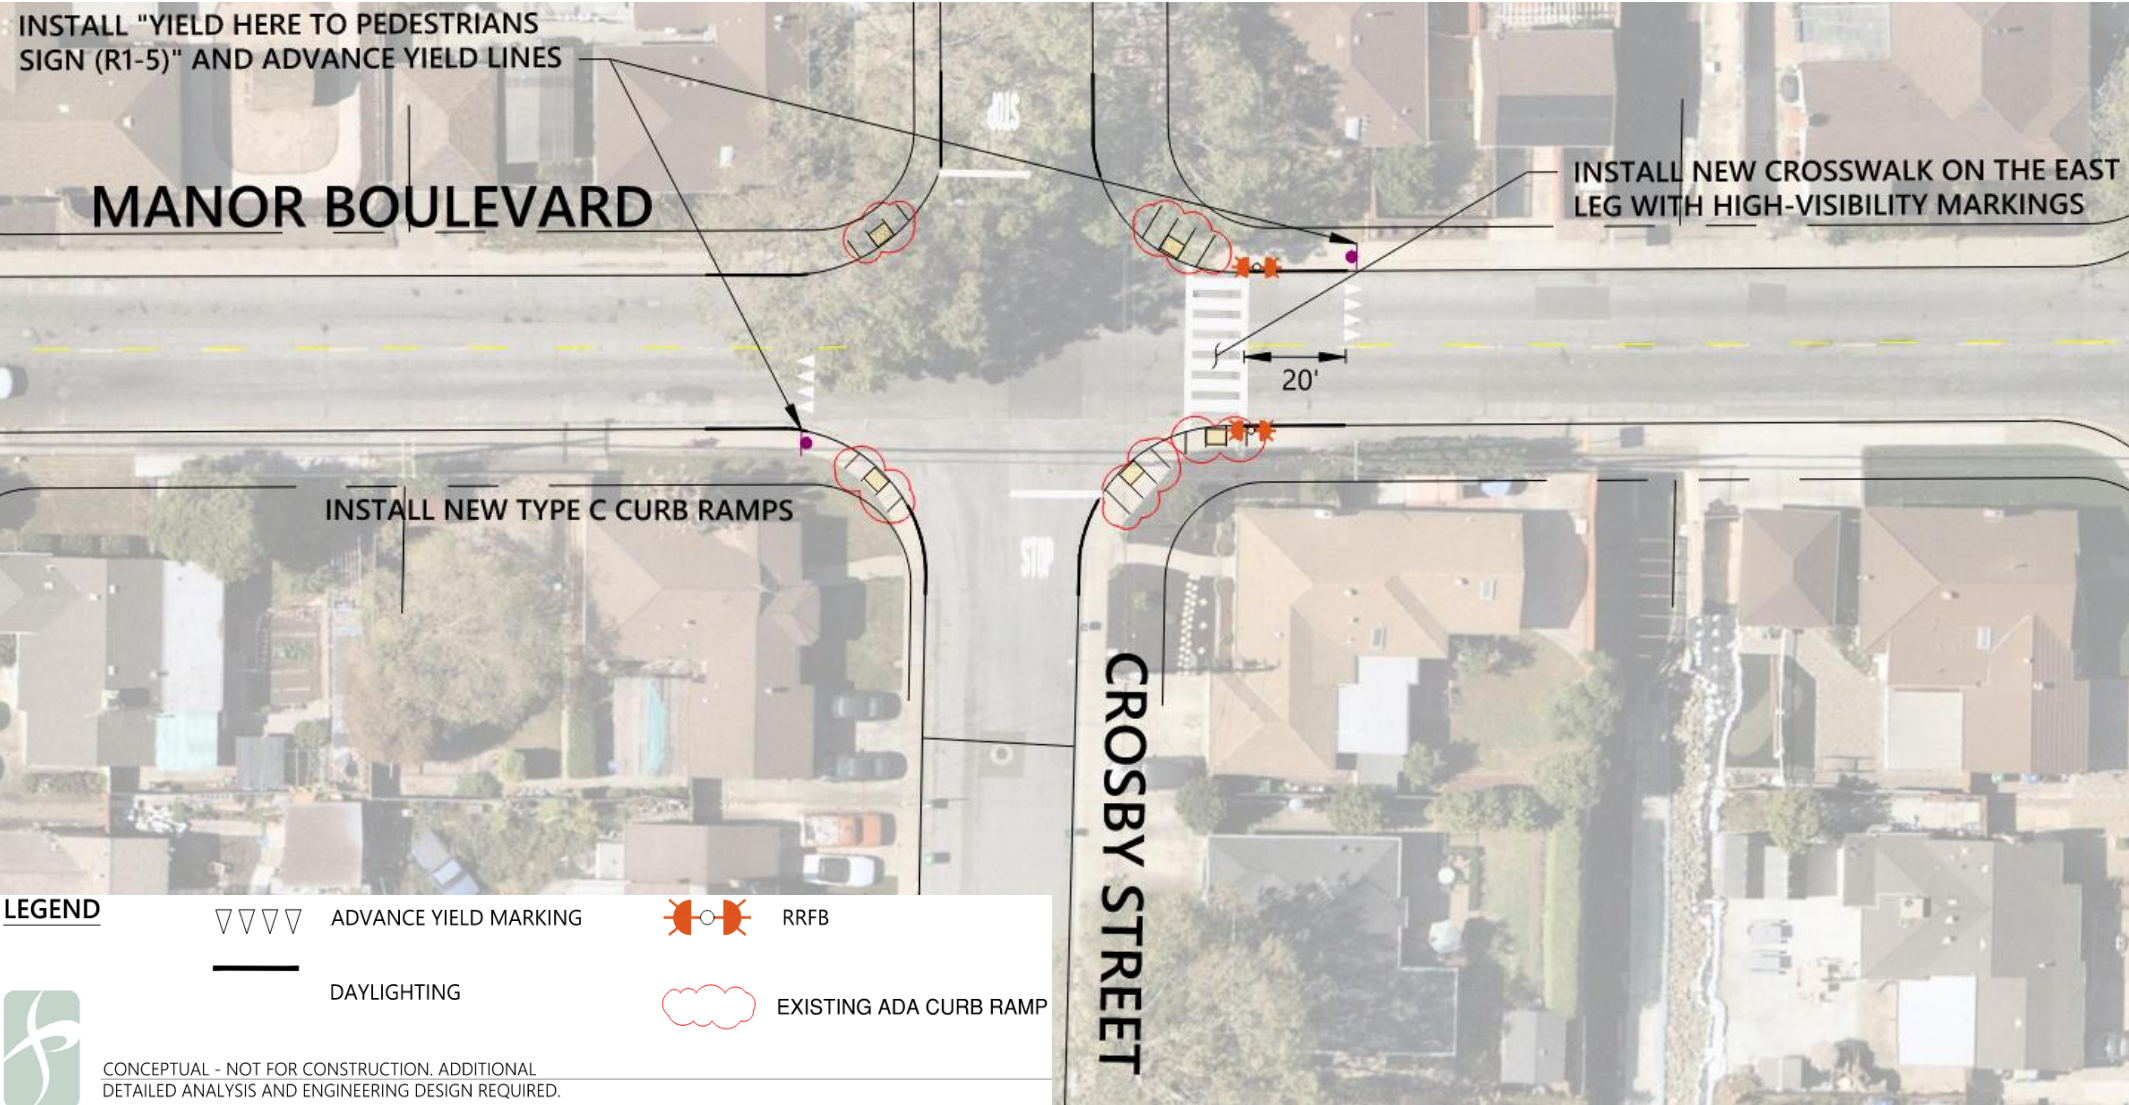 INSTALL "YIELD HERE TO PEDESTRIANS
SIGN (R1-5)" AND ADVANCE YIELD LINES
STOP
INSTALL NEW CROSSWALK ON THE EAST
LEG WITH HIGH-VISIBILITY MARKINGS
MANOR BOULEVARD
20'
INSTALL NEW TYPE C CURB RAMPS
STOP
CROSBY STREET
LEGEND
ADVANCE YIELD MARKING
RRFB
DAYLIGHTING
EXISTING ADA CURB RAMP
CONCEPTUAL - NOT FOR CONSTRUCTION. ADDITIONAL
DETAILED ANALYSIS AND ENGINEERING DESIGN REQUIRED.